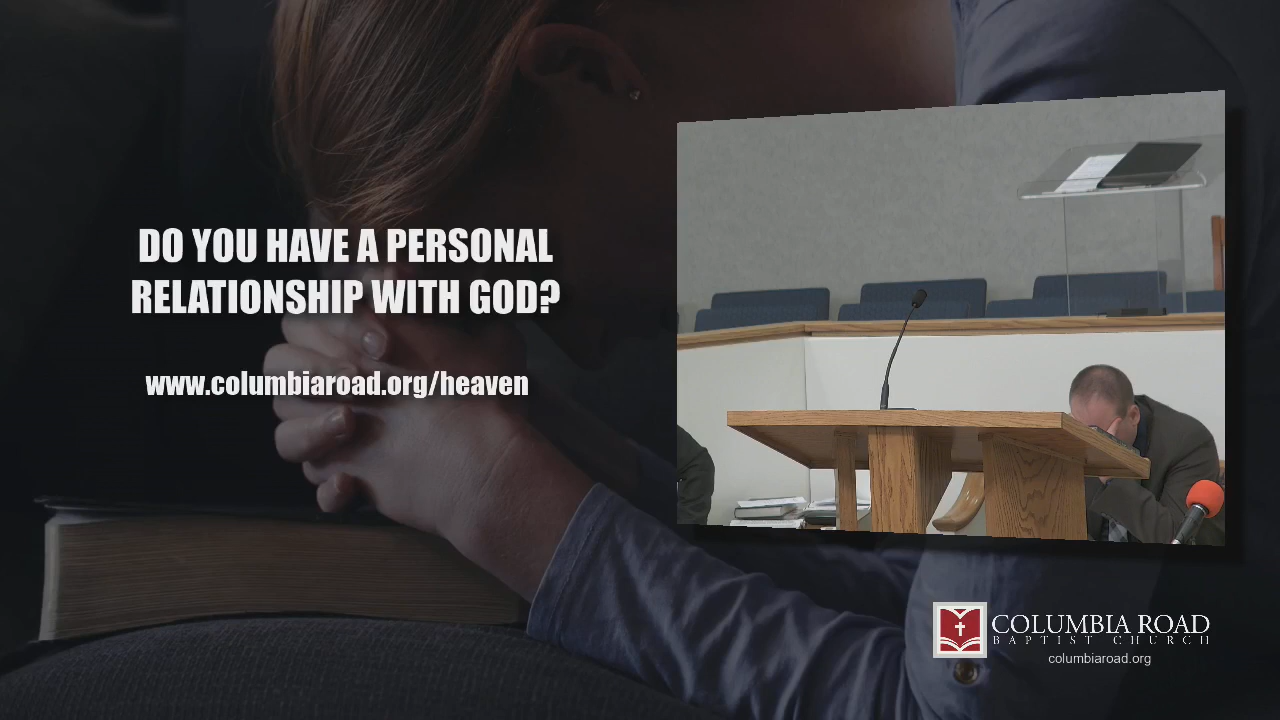 DO YOU HAVE A PERSONAL
RELATIONSHIP WITH GOD?
www.columbiaroad.org/heaven
COLUMBIA ROAD
BAPTIST CHURCH
columbiaroad.org